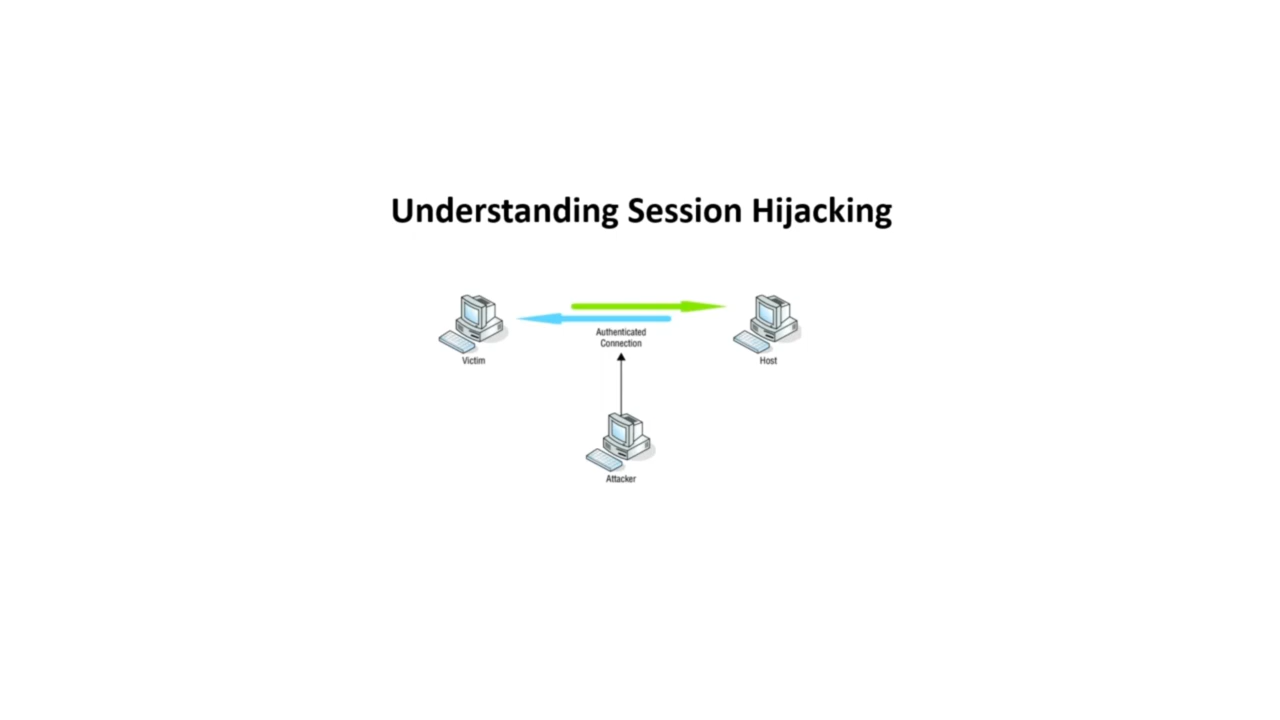 Understanding Session Hijacking
Authenticated
Connection
Victim
Host
Attacker